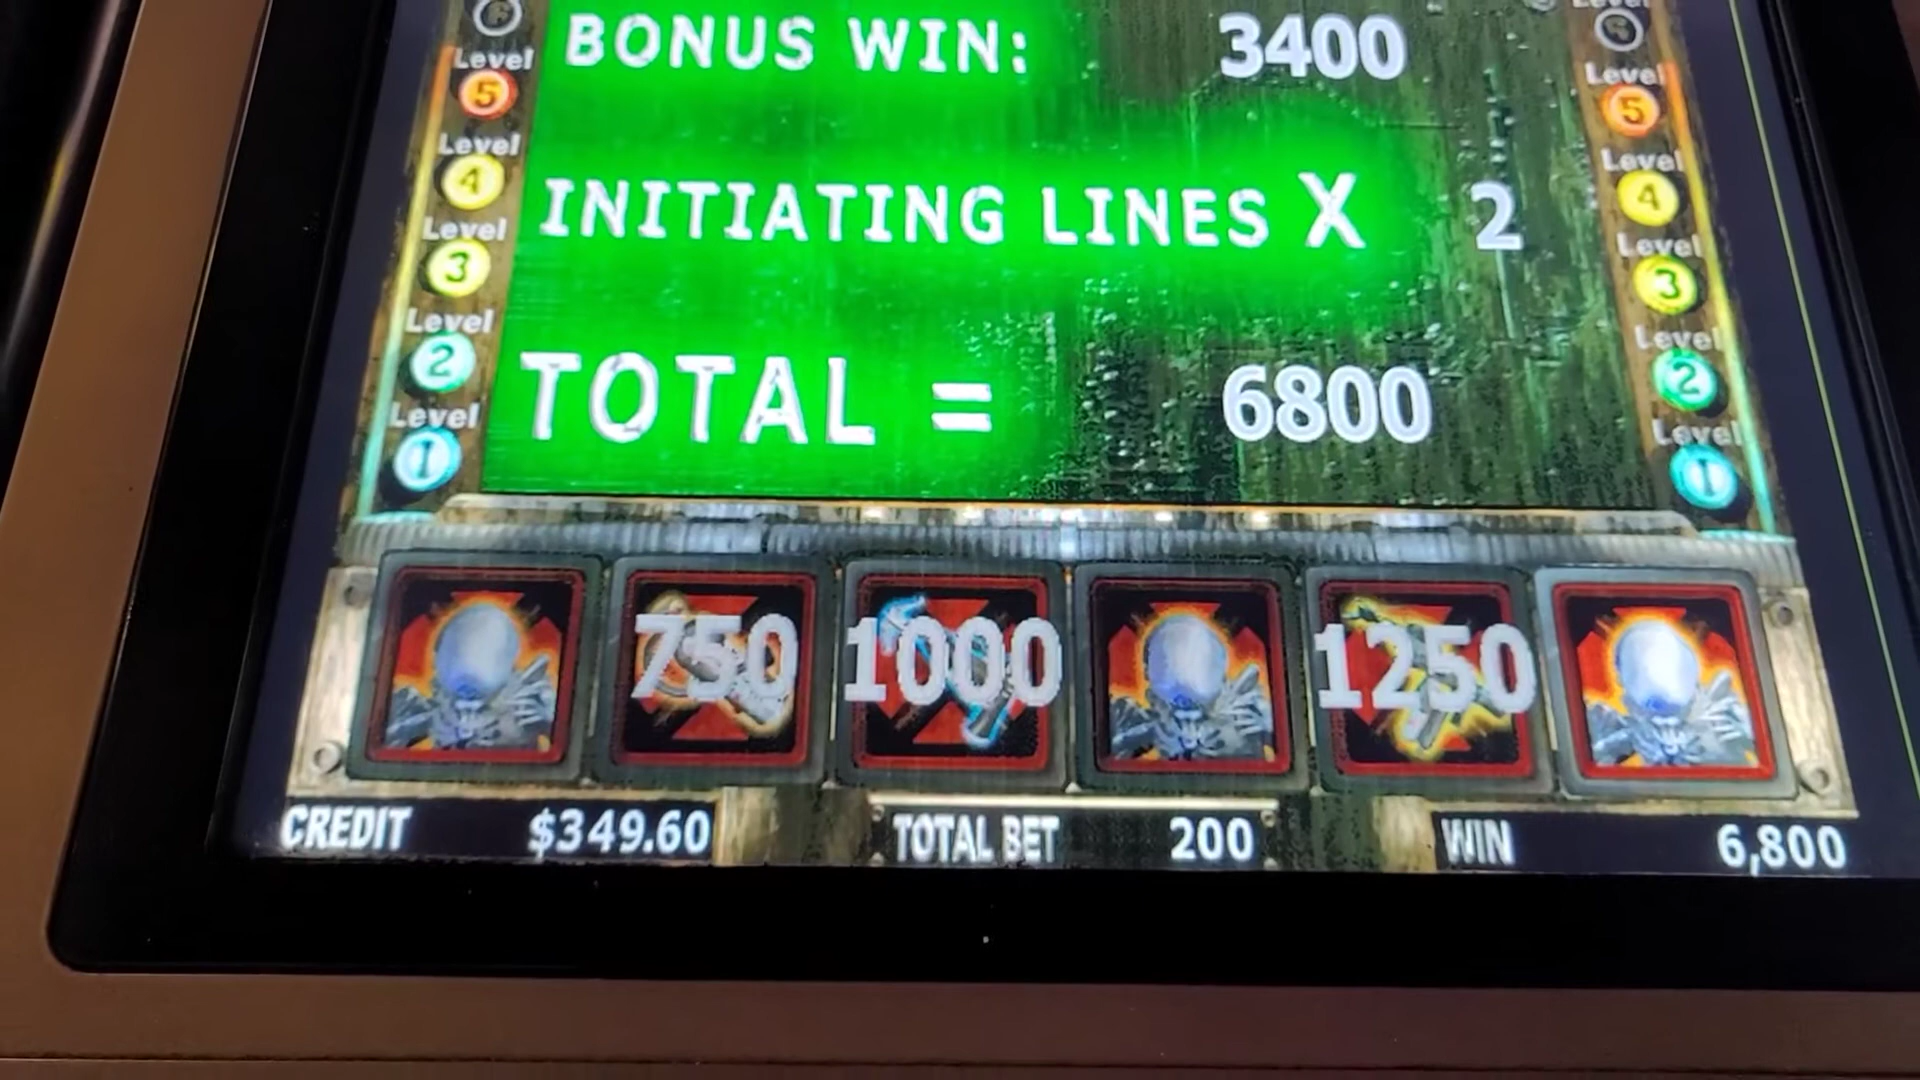 BONUS WIN: 3400
6
Level
5
Level
4
Level
3
Level
2
Level
1
INITIATING LINES X 2
TOTAL = 6800
Level
5
Level
4
Level
3
Level
2
Level
1
750
1000
1250
CREDIT $349.60
TOTAL BET 200
WIN 6,800